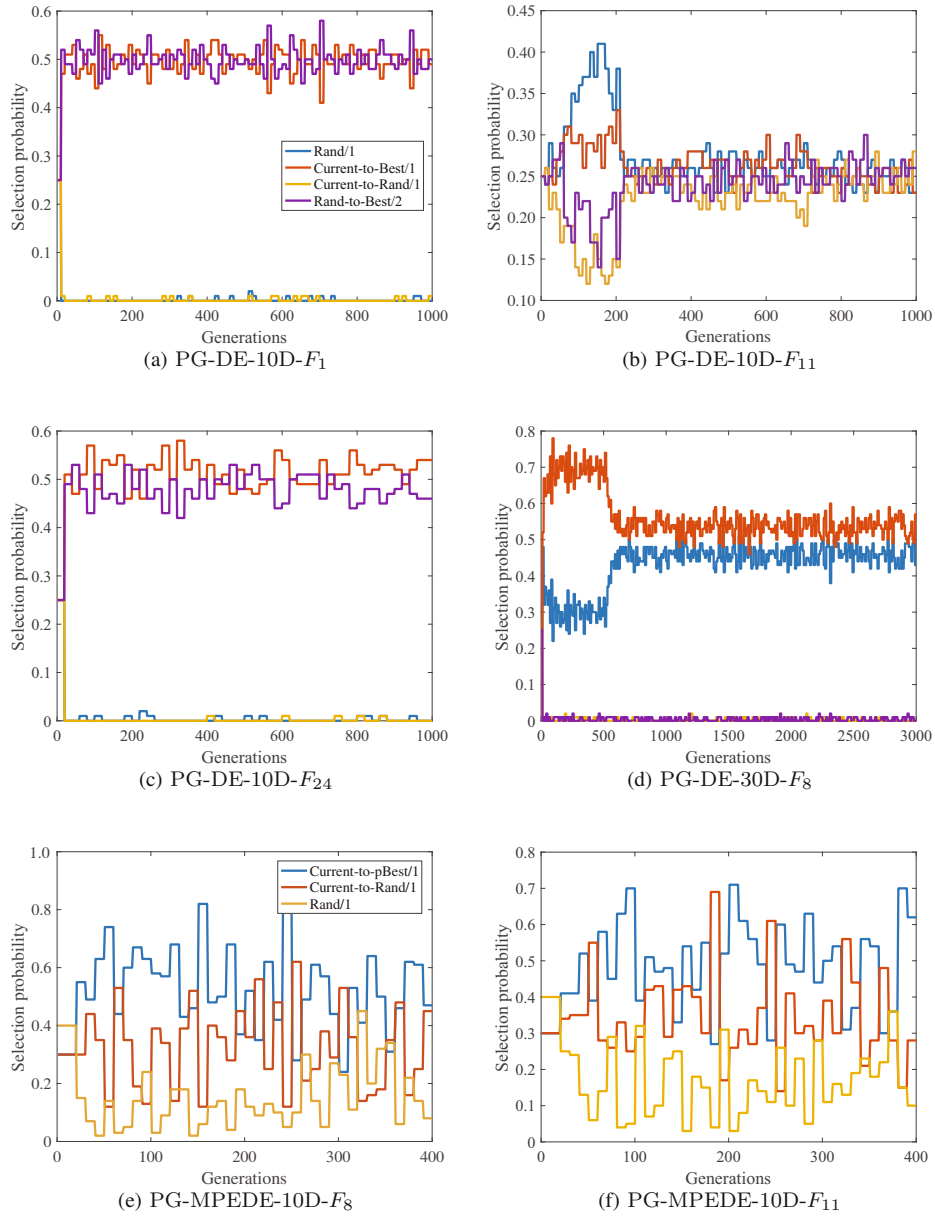 0.6
0.5
0.4
0.3
0.2
0.1
0
Selection probability
Rand/1
Current-to-Best/1
Current-to-Rand/1
Rand-to-Best/2
0 200 400 600 800 1000
Generations
(a) PG-DE-10D-F1
0.45
0.40
0.35
0.30
0.25
0.20
0.15
0.10
Selection probability
0 200 400 600 800 1000
Generations
(b) PG-DE-10D-F11
0.6
0.5
0.4
0.3
0.2
0.1
0
Selection probability
0 200 400 600 800 1000
Generations
(c) PG-DE-10D-F24
0.8
0.7
0.6
0.5
0.4
0.3
0.2
0.1
0
Selection probability
0 500 1000 1500 2000 2500 3000
Generations
(d) PG-DE-30D-F8
1.0
0.8
0.6
0.4
0.2
0
Selection probability
Current-to-pBest/1
Current-to-Rand/1
Rand/1
0 100 200 300 400
Generations
(e) PG-MPEDE-10D-F8
0.8
0.7
0.6
0.5
0.4
0.3
0.2
0.1
0
Selection probability
0 100 200 300 400
Generations
(f) PG-MPEDE-10D-F11